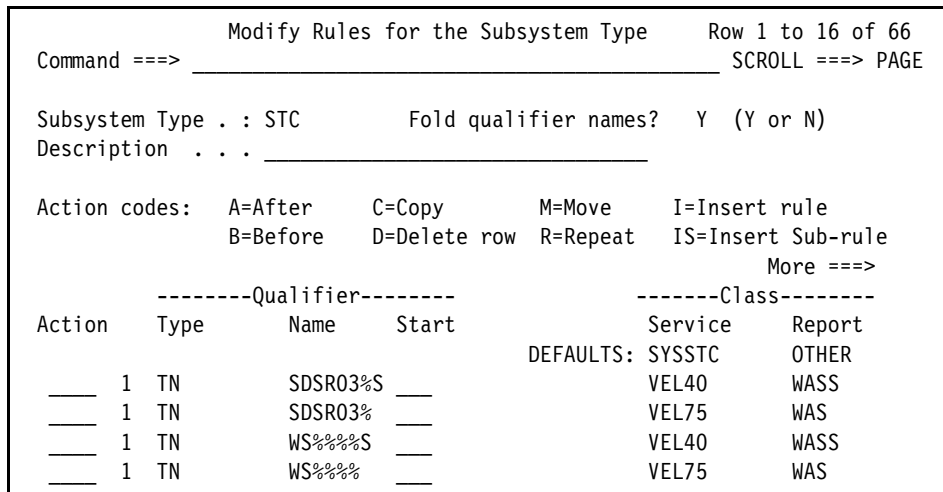 Modify Rules for the Subsystem Type Row 1 to 16 of 66
Command ===> ____________________________________________ SCROLL ===> PAGE
Subsystem Type . : STC Fold qualifier names? Y (Y or N)
Description . . . ________________________________
Action codes: A=After C=Copy M=Move I=Insert rule
B=Before D=Delete row R=Repeat IS=Insert Sub-rule
More ===>
--------Qualifier-------- -------Class--------
Action Type Name Start Service Report
DEFAULTS: SYSSTC OTHER
____ 1 TN SDSR03%S ___ VEL40 WASS
____ 1 TN SDSR03% ___ VEL75 WAS
____ 1 TN WS%%%%S ___ VEL40 WASS
____ 1 TN WS%%%% ___ VEL75 WAS